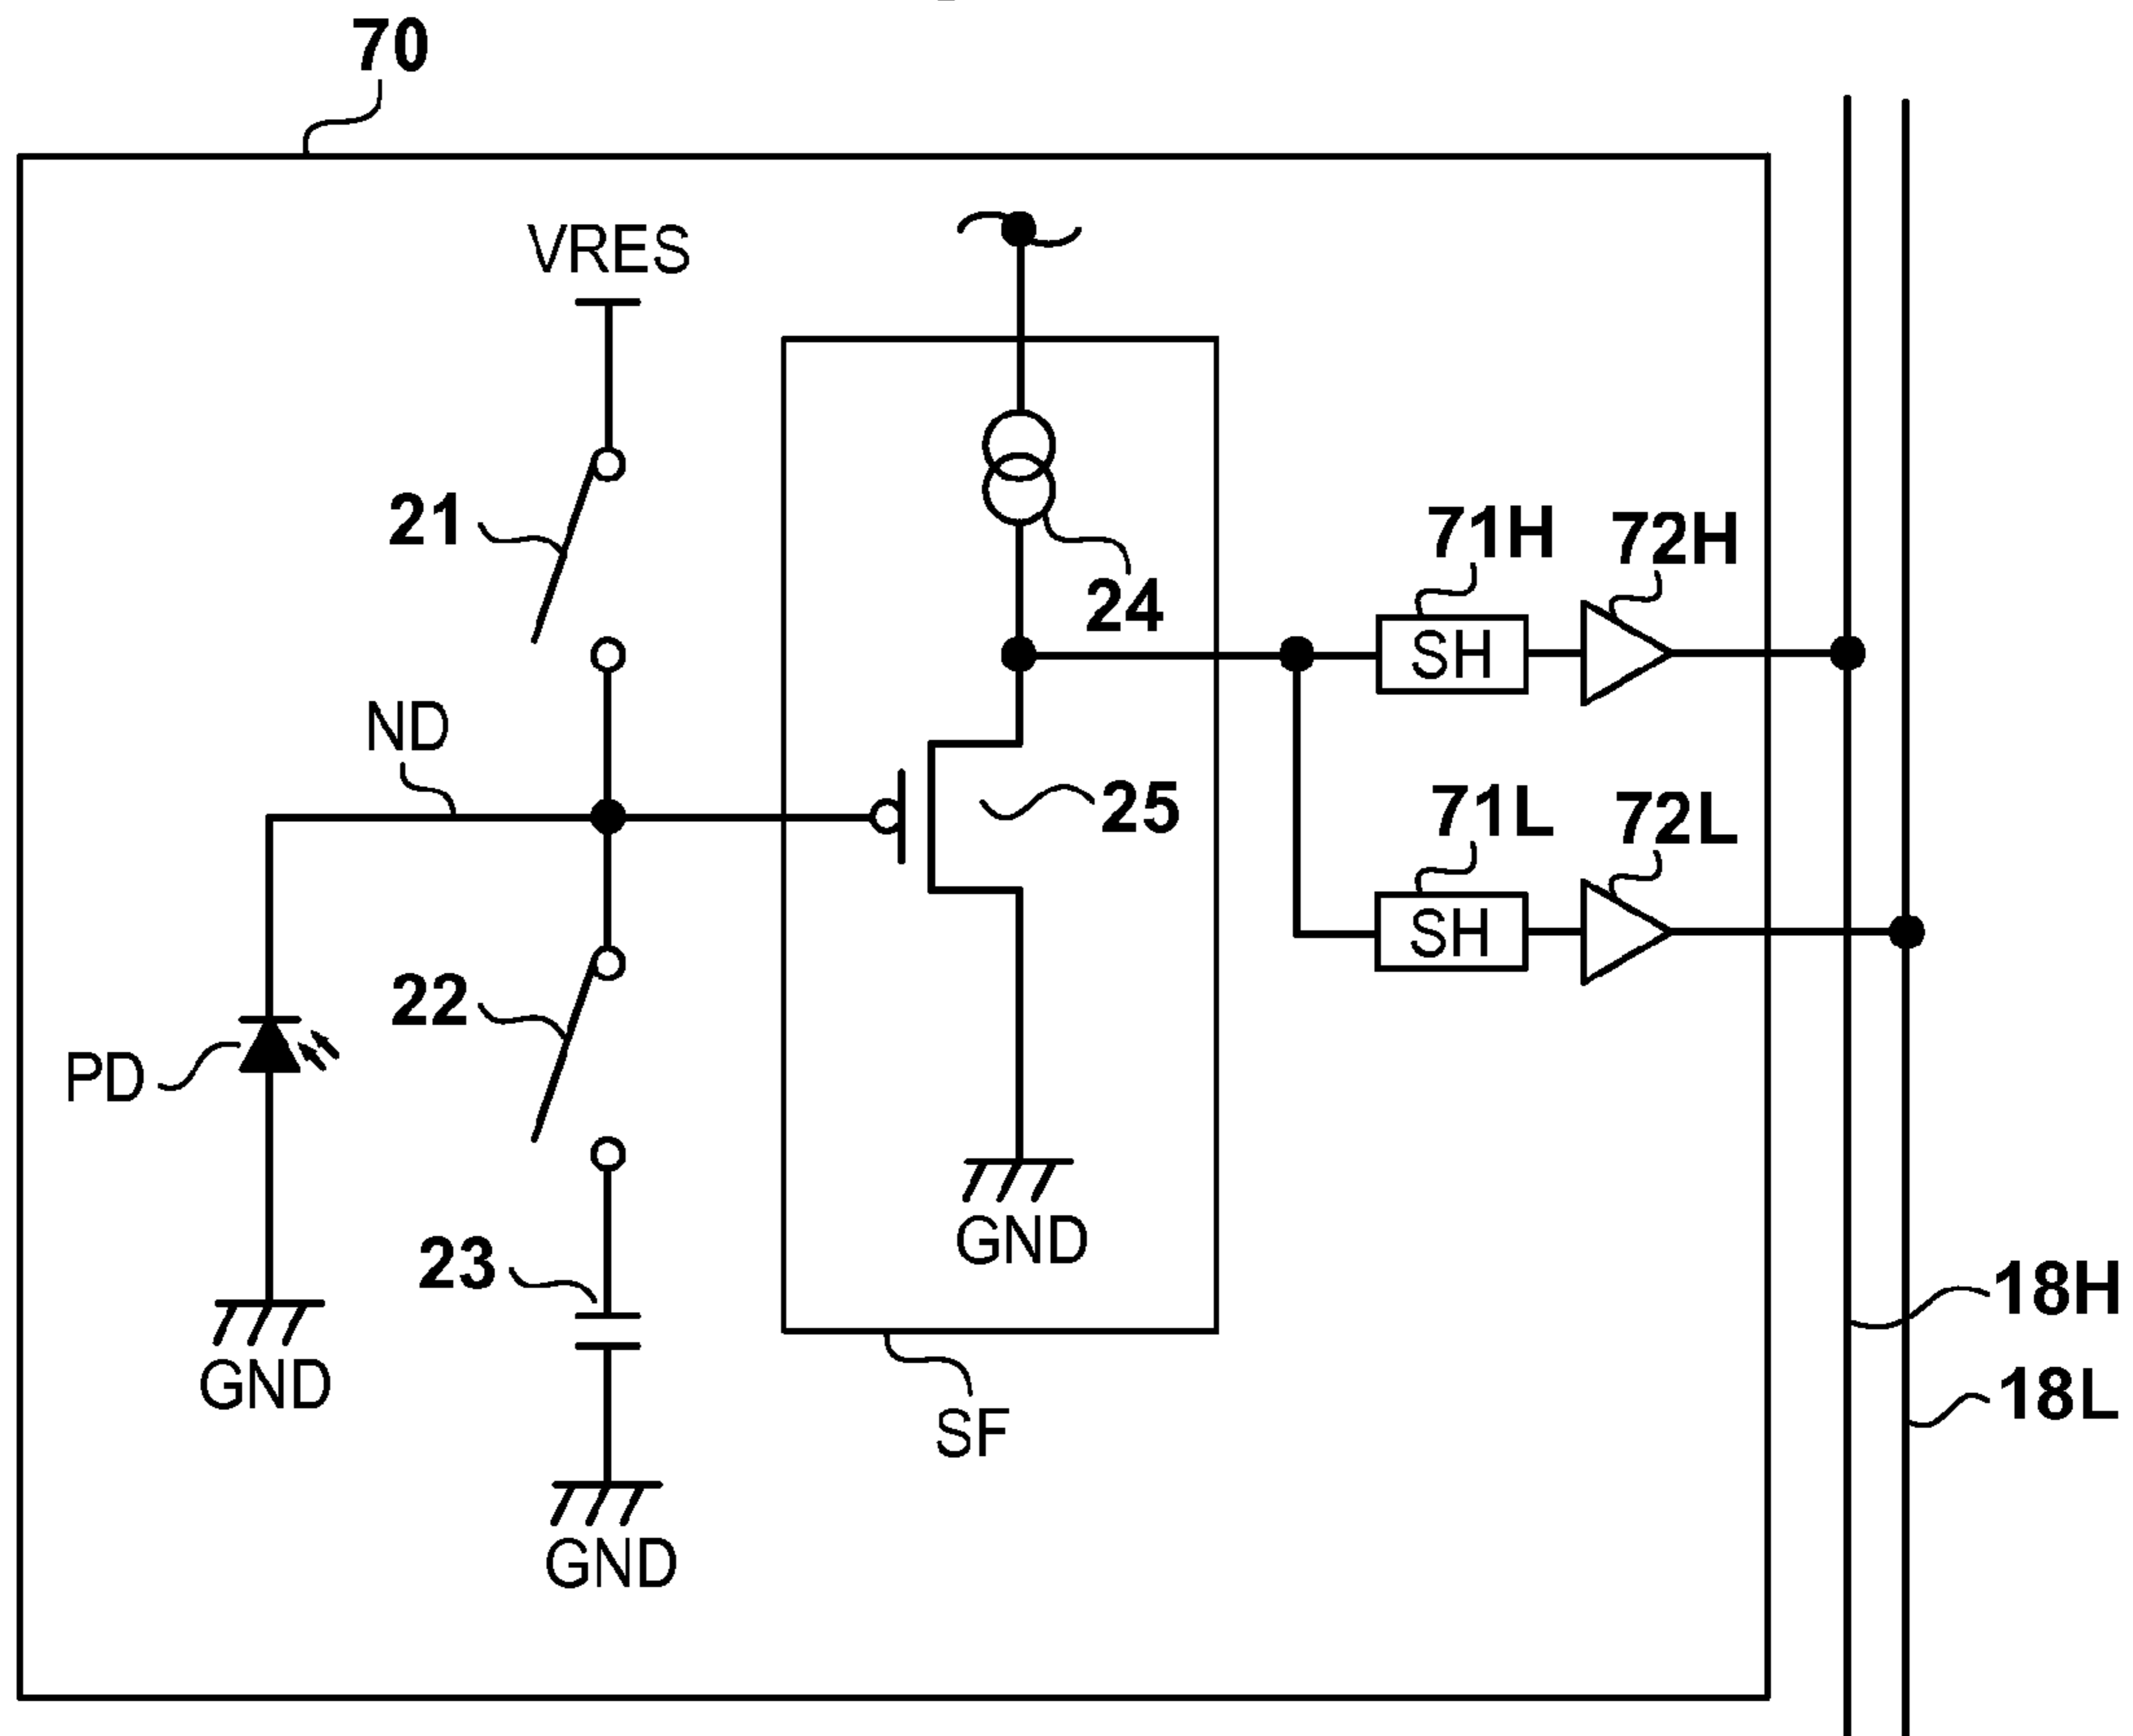 70
VRES
21
24
71H
72H
SH
ND
25
71L
72L
SH
22
PD
23
GND
18H
GND
18L
SF
GND